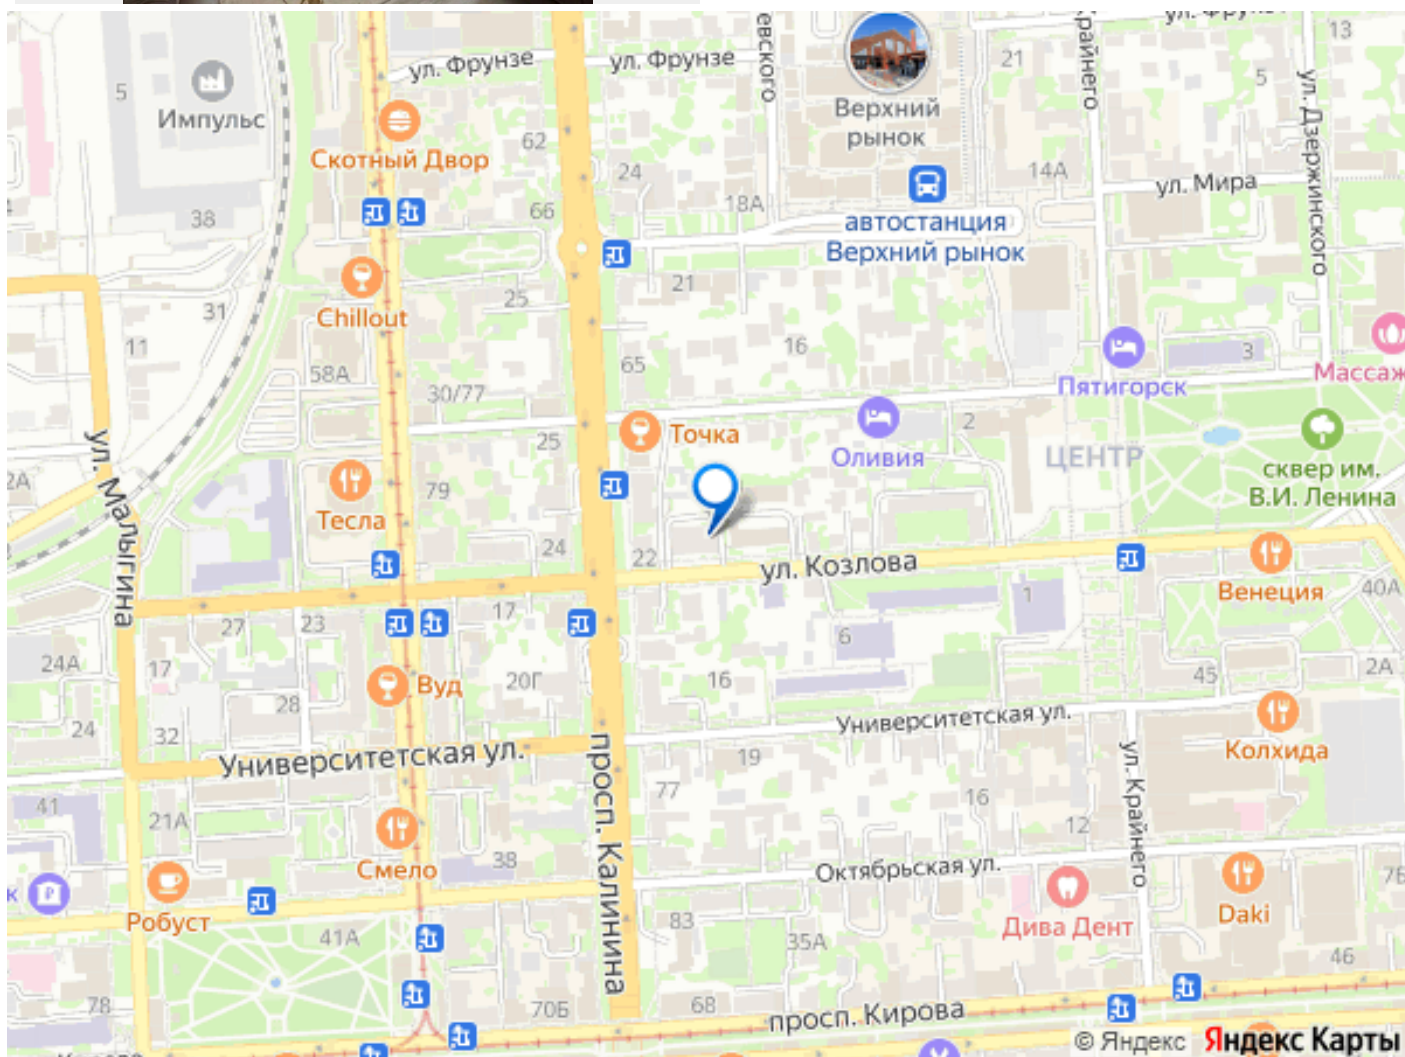 ул. Фрунзе
ул. Фрунзе
13
21
5
5
Импульс
Верхний
рынок
62
Скотный Двор
24
14А
ул. Мира
ул. Дзержинского
38
66
18А
автостанция
Верхний рынок
21
25
31
Chillout
11
16
3
58А
65
30/77
Пятигорск
Массаж
2
25
Точка
Оливия
ЦЕНТР
сквер им.
В.И. Ленина
ул. Малыгина
2А
79
Тесла
24
22
ул. Козлова
Венеция
40А
1
17
27
23
6
24А
17
Вуд
20Г
16
45
2А
28
24
32
Университетская ул.
Университетская ул.
Колхида
просп. Калинина
19
ул. Крайнего
77
41
21А
16
12
38
Смело
Октябрьская ул.
Робуст
Дива Дент
Daki
83
41А
35А
46
78
70Б
68
просп. Кирова
© Яндекс Яндекс Карты